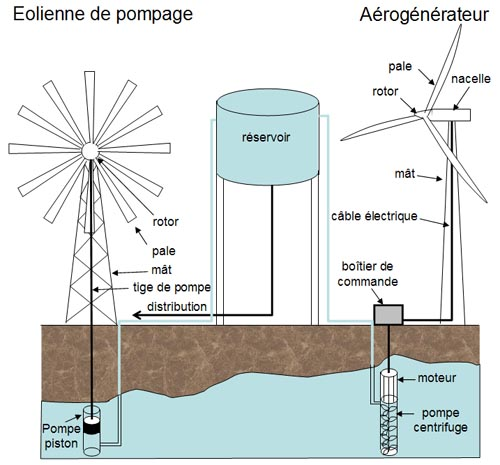 Eolienne de pompage
Aérogénérateur
pale
nacelle
rotor
réservoir
mât
rotor
câble électrique
pale
mât
boîtier de
commande
tige de pompe
distribution
moteur
Pompe
piston
pompe
centrifuge